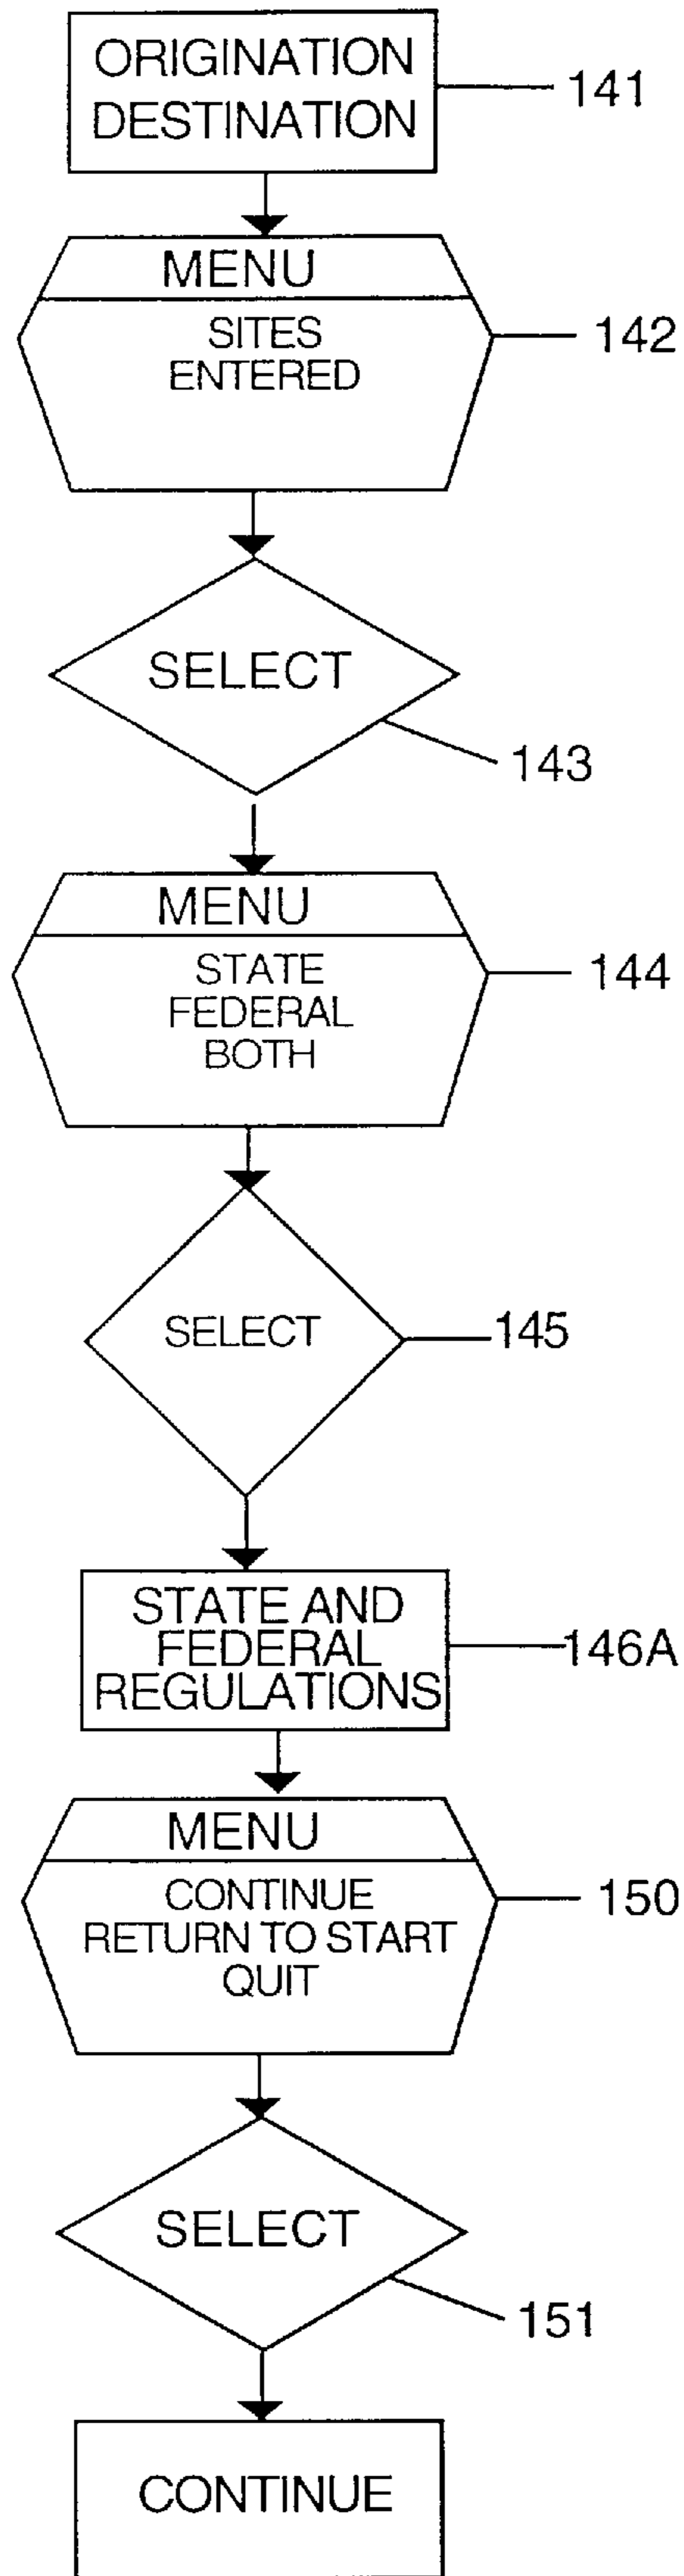 ORIGINATION
DESTINATION
141
MENU
SITES
ENTERED
142
SELECT
143
MENU
STATE
FEDERAL
BOTH
144
SELECT
145
STATE AND
FEDERAL
REGULATIONS
146A
MENU
CONTINUE
RETURN TO START
QUIT
150
SELECT
151
CONTINUE